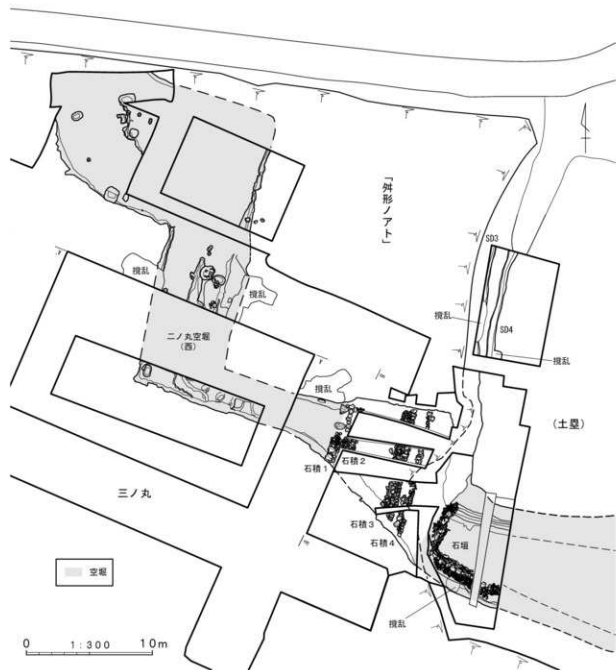 「舛形ノアト」
SD3
撹乱
SD4
撹乱
撹乱
撹乱
二ノ丸空堀
(西)
撹乱
(土塁)
石積1
石積2
三ノ丸
石積3
石積4
石垣
空堀
撹乱
0 1:300 10m